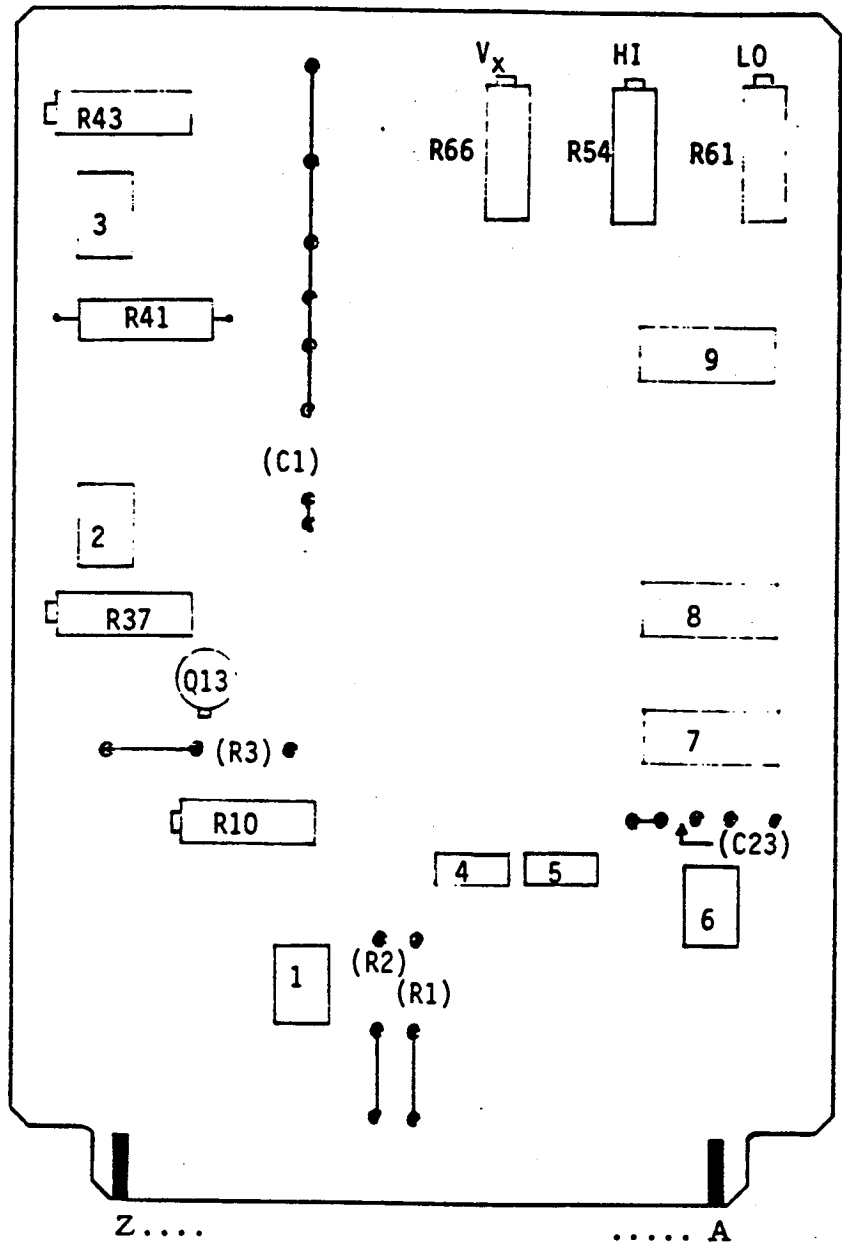 Vx HI LO
R43
R66 R54 R61
3
R41
9
(C1)
2
R37
8
Q13
(R3)
7
R10
(C23)
4 5
6
(R2)
1
(R1)
Z.... ..... A